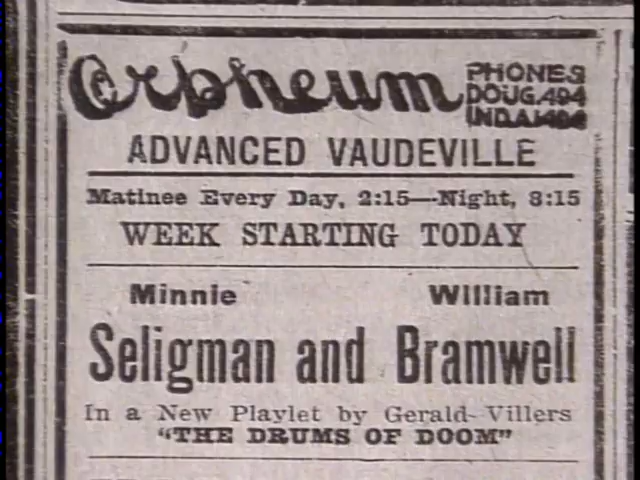 Orpheum
PHONES
DOUG. 494
IND. A1494
ADVANCED VAUDEVILLE
Matinee Every Day, 2:15—Night, 8:15
WEEK STARTING TODAY
Minnie William
Seligman and Bramwell
In a New Playlet by Gerald Villers
"THE DRUMS OF DOOM"